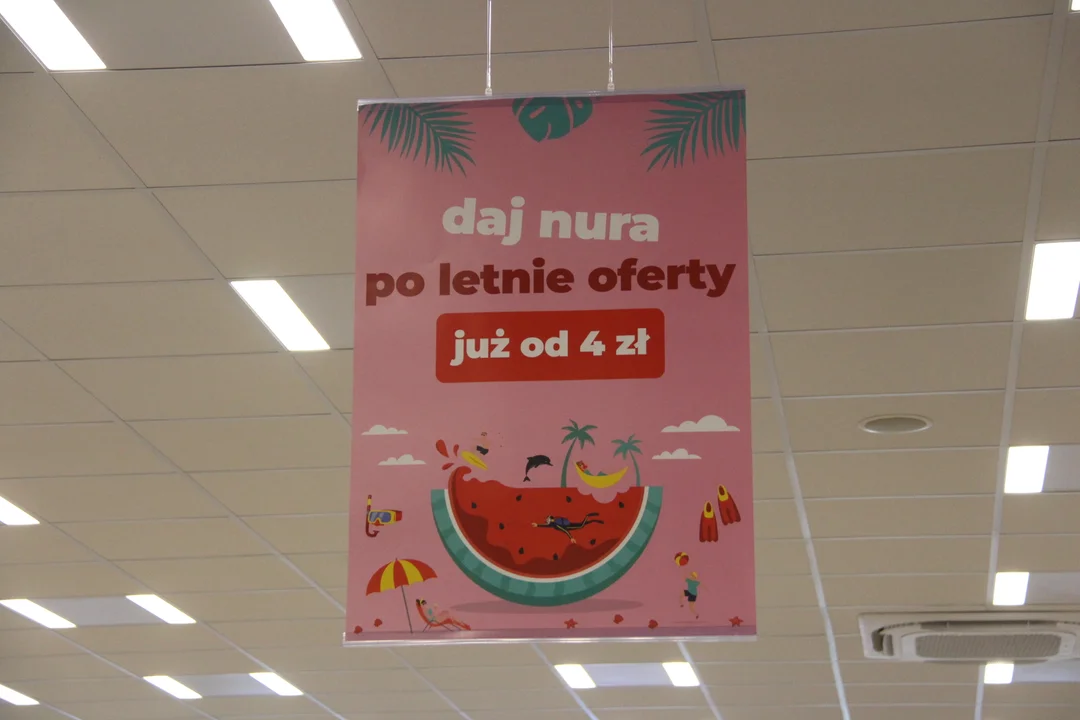 daj nura
po letnie oferty
już od 4 zł